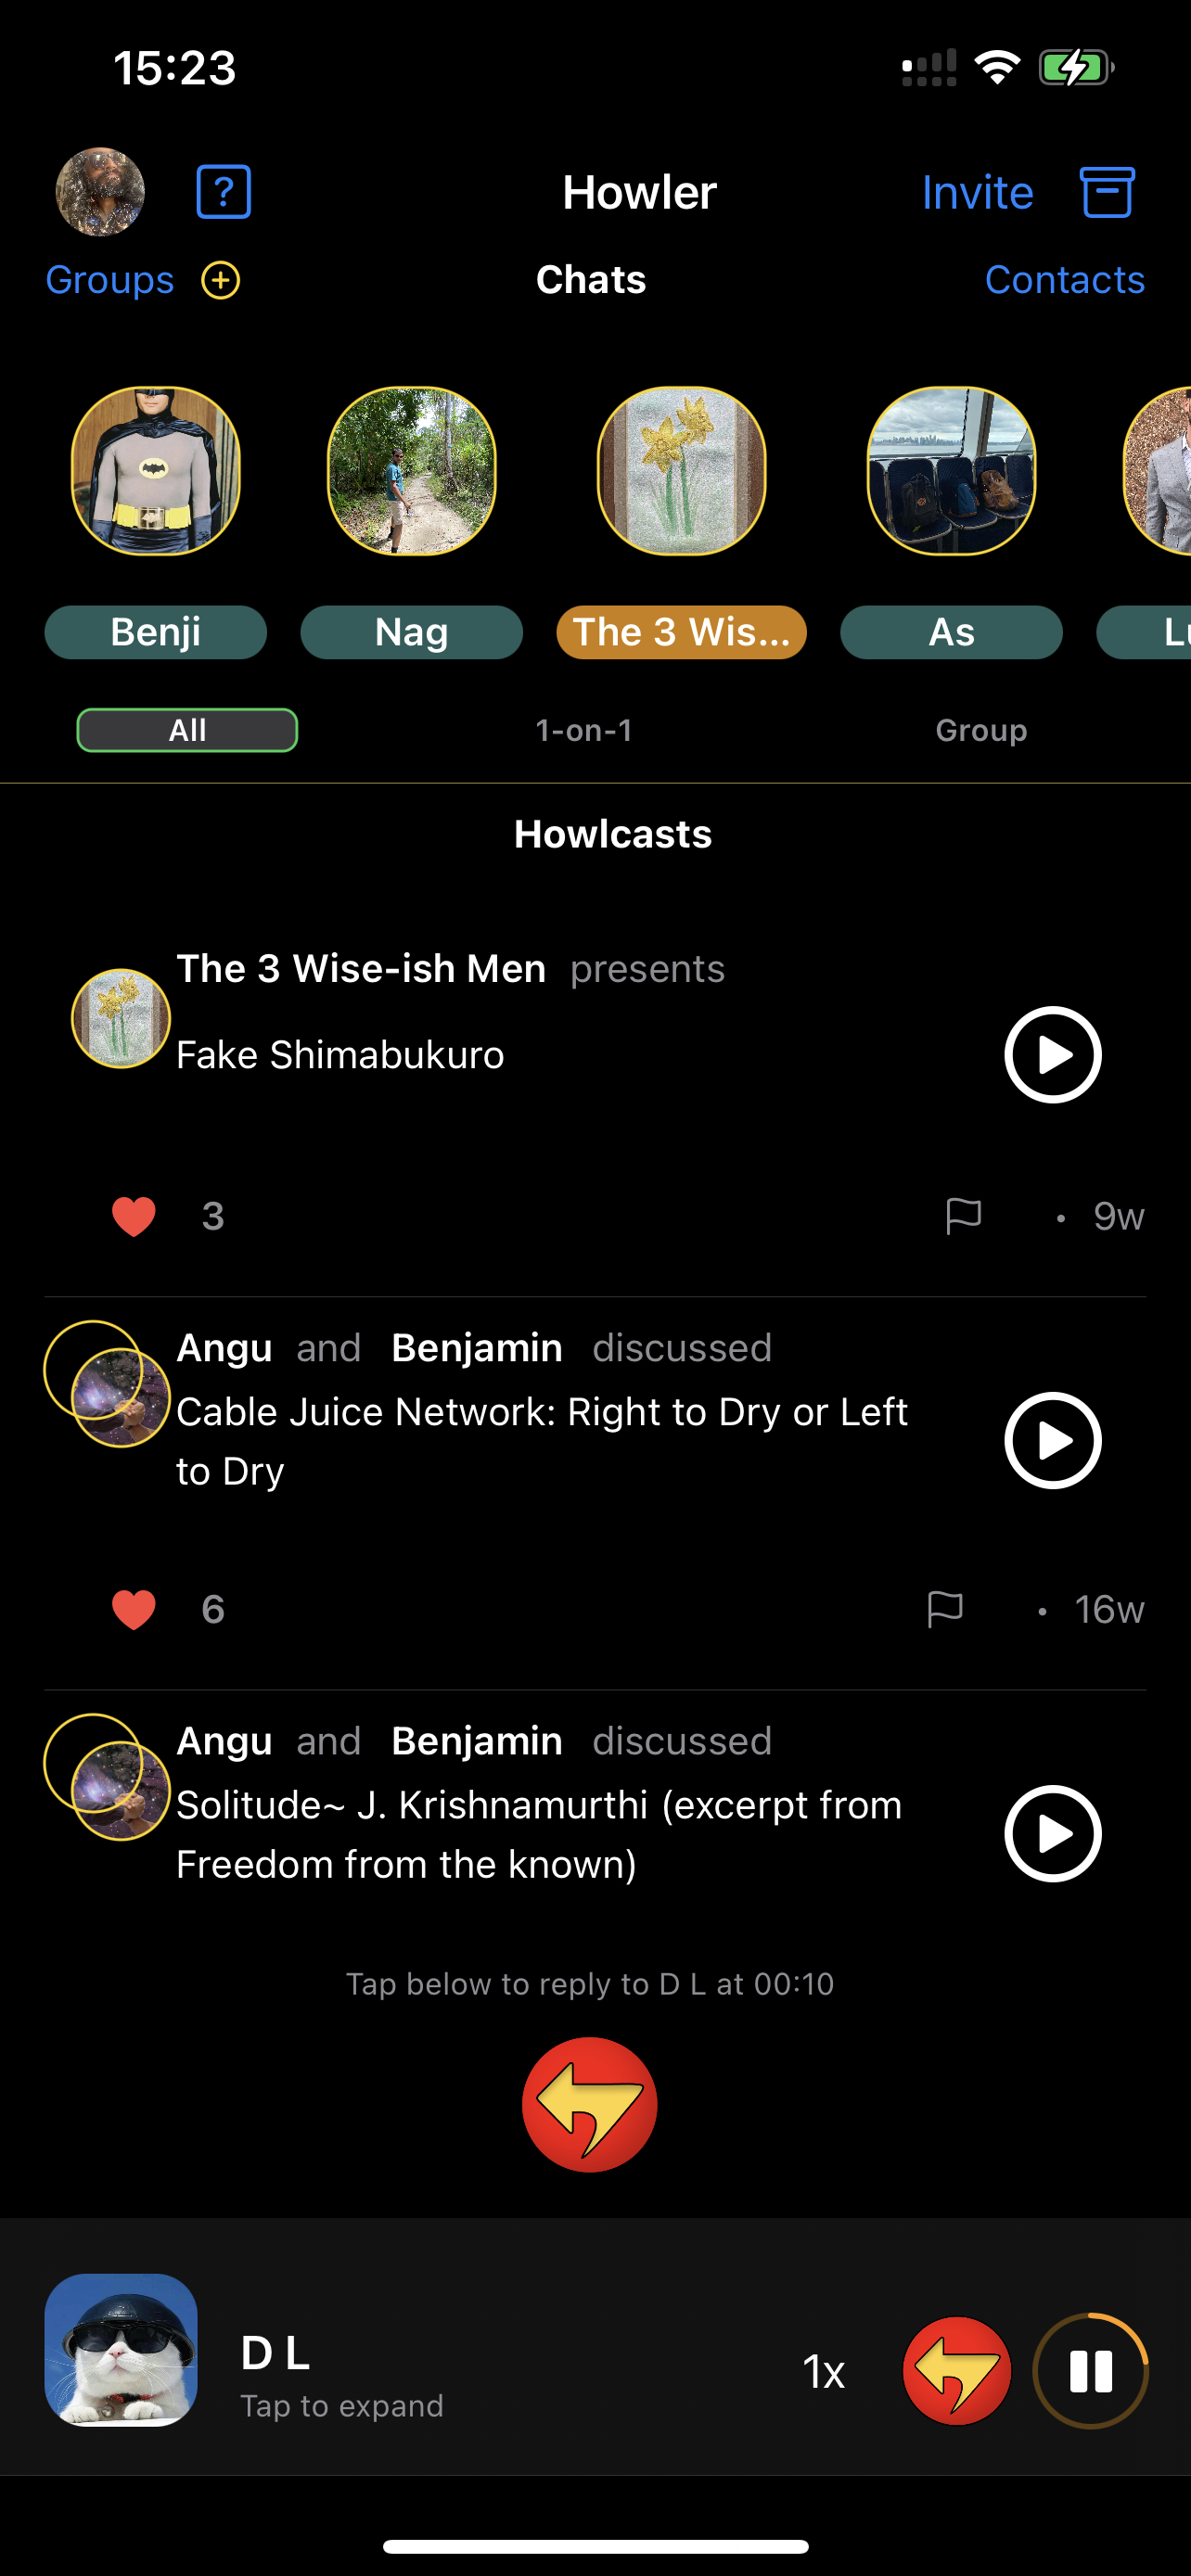 15:23
?
Howler
Invite
Groups
Chats
Contacts
Benji
Nag
The 3 Wis...
As
All
1-on-1
Group
Howlcasts
The 3 Wise-ish Men presents
Fake Shimabukuro
3
· 9w
Angu and Benjamin discussed
Cable Juice Network: Right to Dry or Left
to Dry
6
· 16w
Angu and Benjamin discussed
Solitude~ J. Krishnamurthi (excerpt from
Freedom from the known)
Tap below to reply to D L at 00:10
D L
1x
Tap to expand